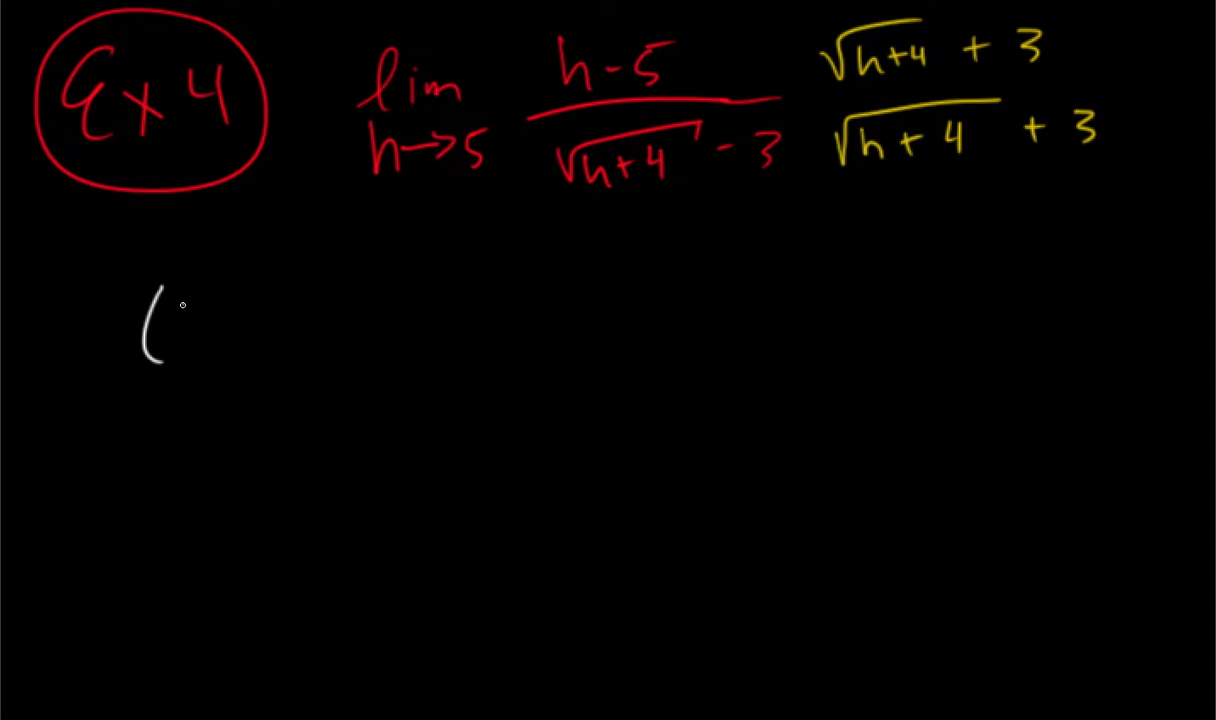 Ex 4
lim h→5 (h-5)/(√(h+4) - 3) (√(h+4) + 3)/(√(h+4) + 3)
(